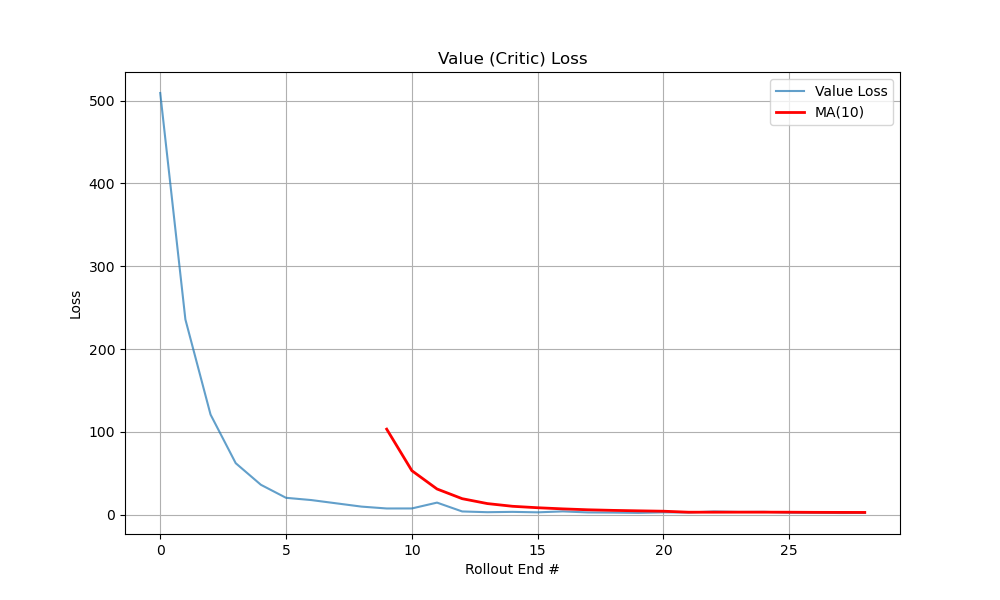 Value (Critic) Loss
Value Loss
MA(10)
Loss
500
400
300
200
100
0
0 5 10 15 20 25
Rollout End #